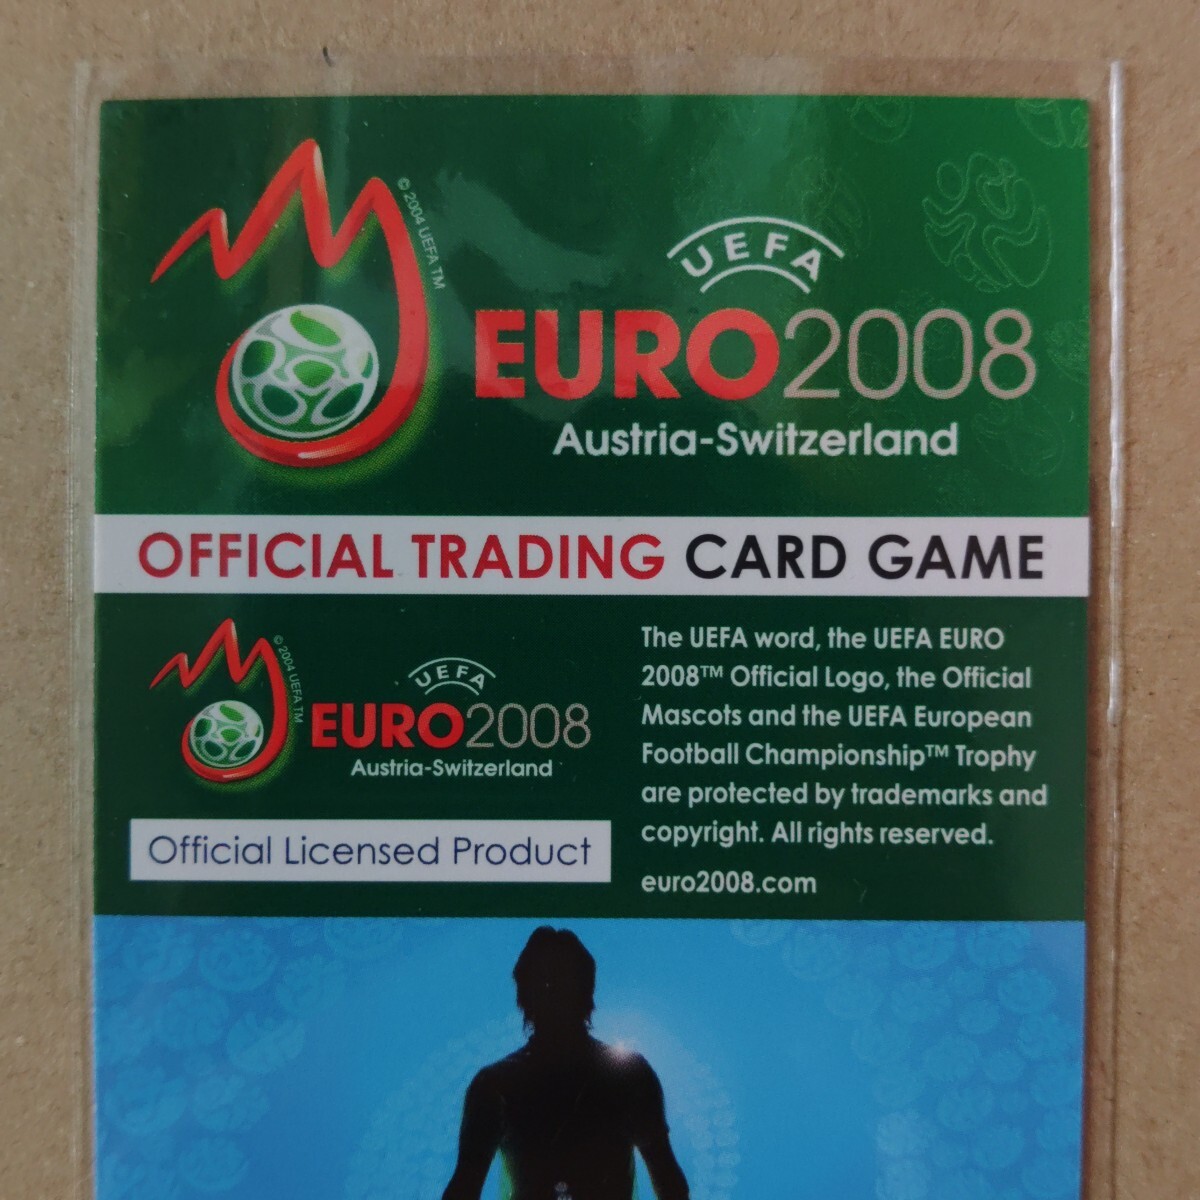 © 2004 UEFA TM
UEFA
EURO2008
Austria-Switzerland
OFFICIAL TRADING CARD GAME
© 2004 UEFA TM
UEFA
EURO2008
Austria-Switzerland
Official Licensed Product
The UEFA word, the UEFA EURO
2008™ Official Logo, the Official
Mascots and the UEFA European
Football Championship™ Trophy
are protected by trademarks and
copyright. All rights reserved.
euro2008.com